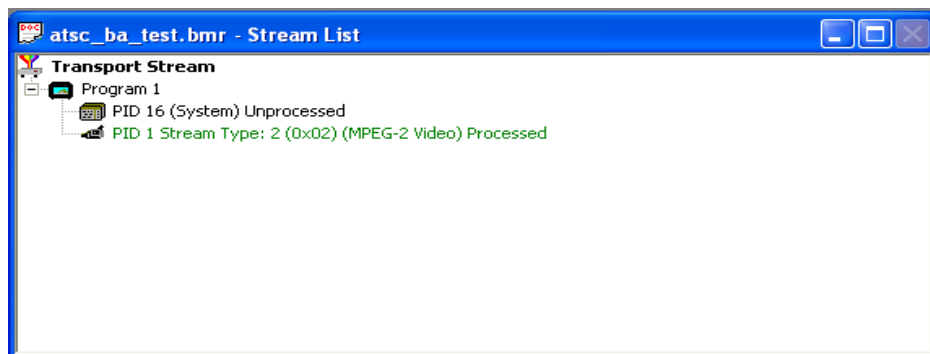 atsc_ba_test.bmr - Stream List
Transport Stream
Program 1
PID 16 (System) Unprocessed
PID 1 Stream Type: 2 (0x02) (MPEG-2 Video) Processed